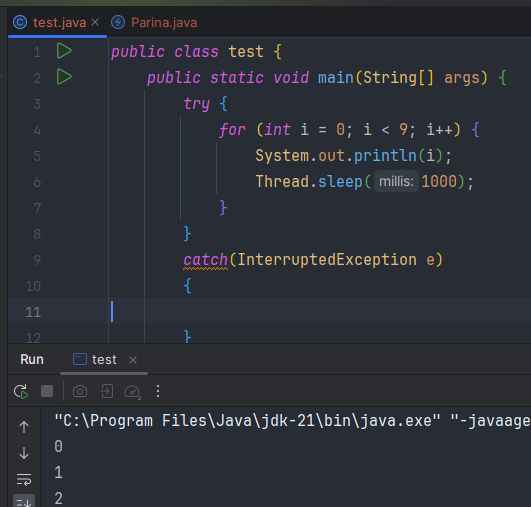 test.java
Parina.java
1 public class test {
2 public static void main(String[] args) {
3 try {
4 for (int i = 0; i < 9; i++) {
5 System.out.println(i);
6 Thread.sleep( millis: 1000);
7 }
8 }
9 catch(InterruptedException e)
10 {
11
12 }
Run test
"C:\Program Files\Java\jdk-21\bin\java.exe" "-javaage
0
1
2